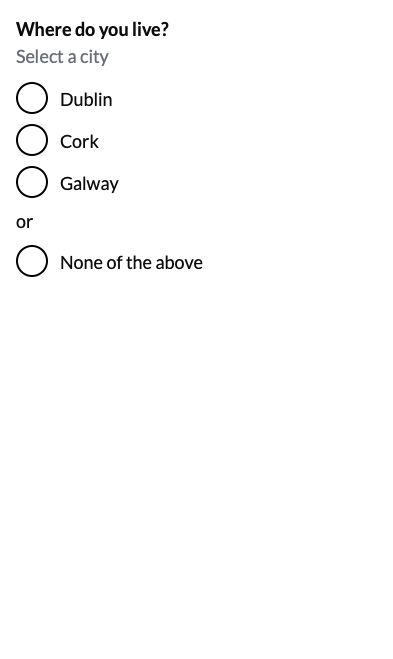 Where do you live?
Select a city
Dublin
Cork
Galway
or
None of the above